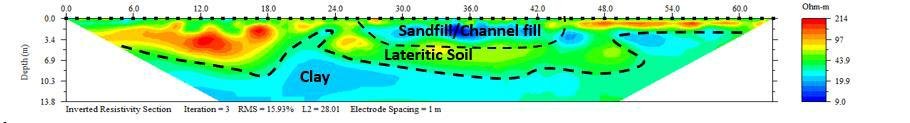 Ohm-m
0.0 6.0 12.0 18.0 24.0 30.0 36.0 42.0 48.0 54.0 60.0
0.0 214
Sandfill/Channel fill
3.4 97
Depth (m)
Lateritic Soil
6.9 43.9
Clay
10.3 19.9
13.8 9.0
Inverted Resistivity Section Iteration = 3 RMS = 15.93% L2 = 28.01 Electrode Spacing = 1 m